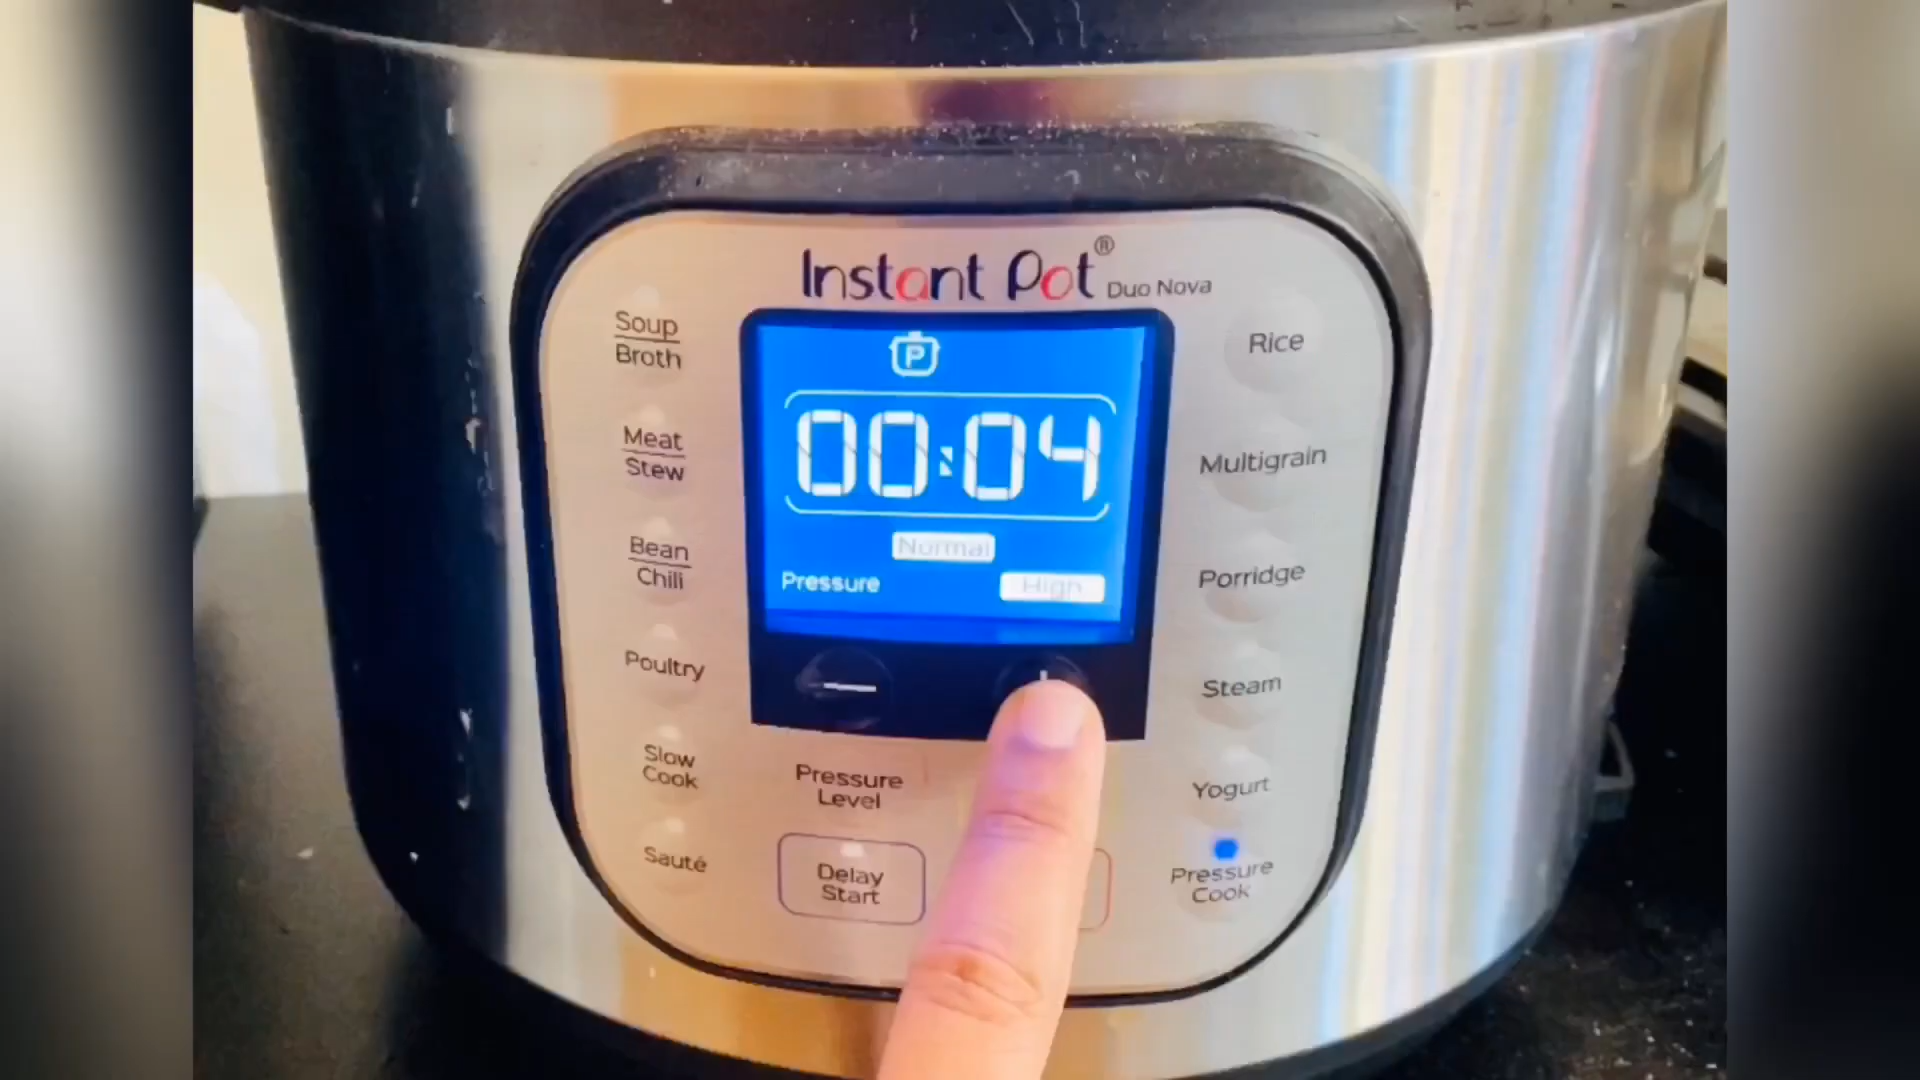 Instant Pot® Duo Nova
P
00:04
Normal
Pressure High
Soup
Broth
Meat
Stew
Bean
Chili
Poultry
Slow
Cook
Sauté
Pressure
Level
Delay
Start
Rice
Multigrain
Porridge
Steam
Yogurt
Pressure
Cook